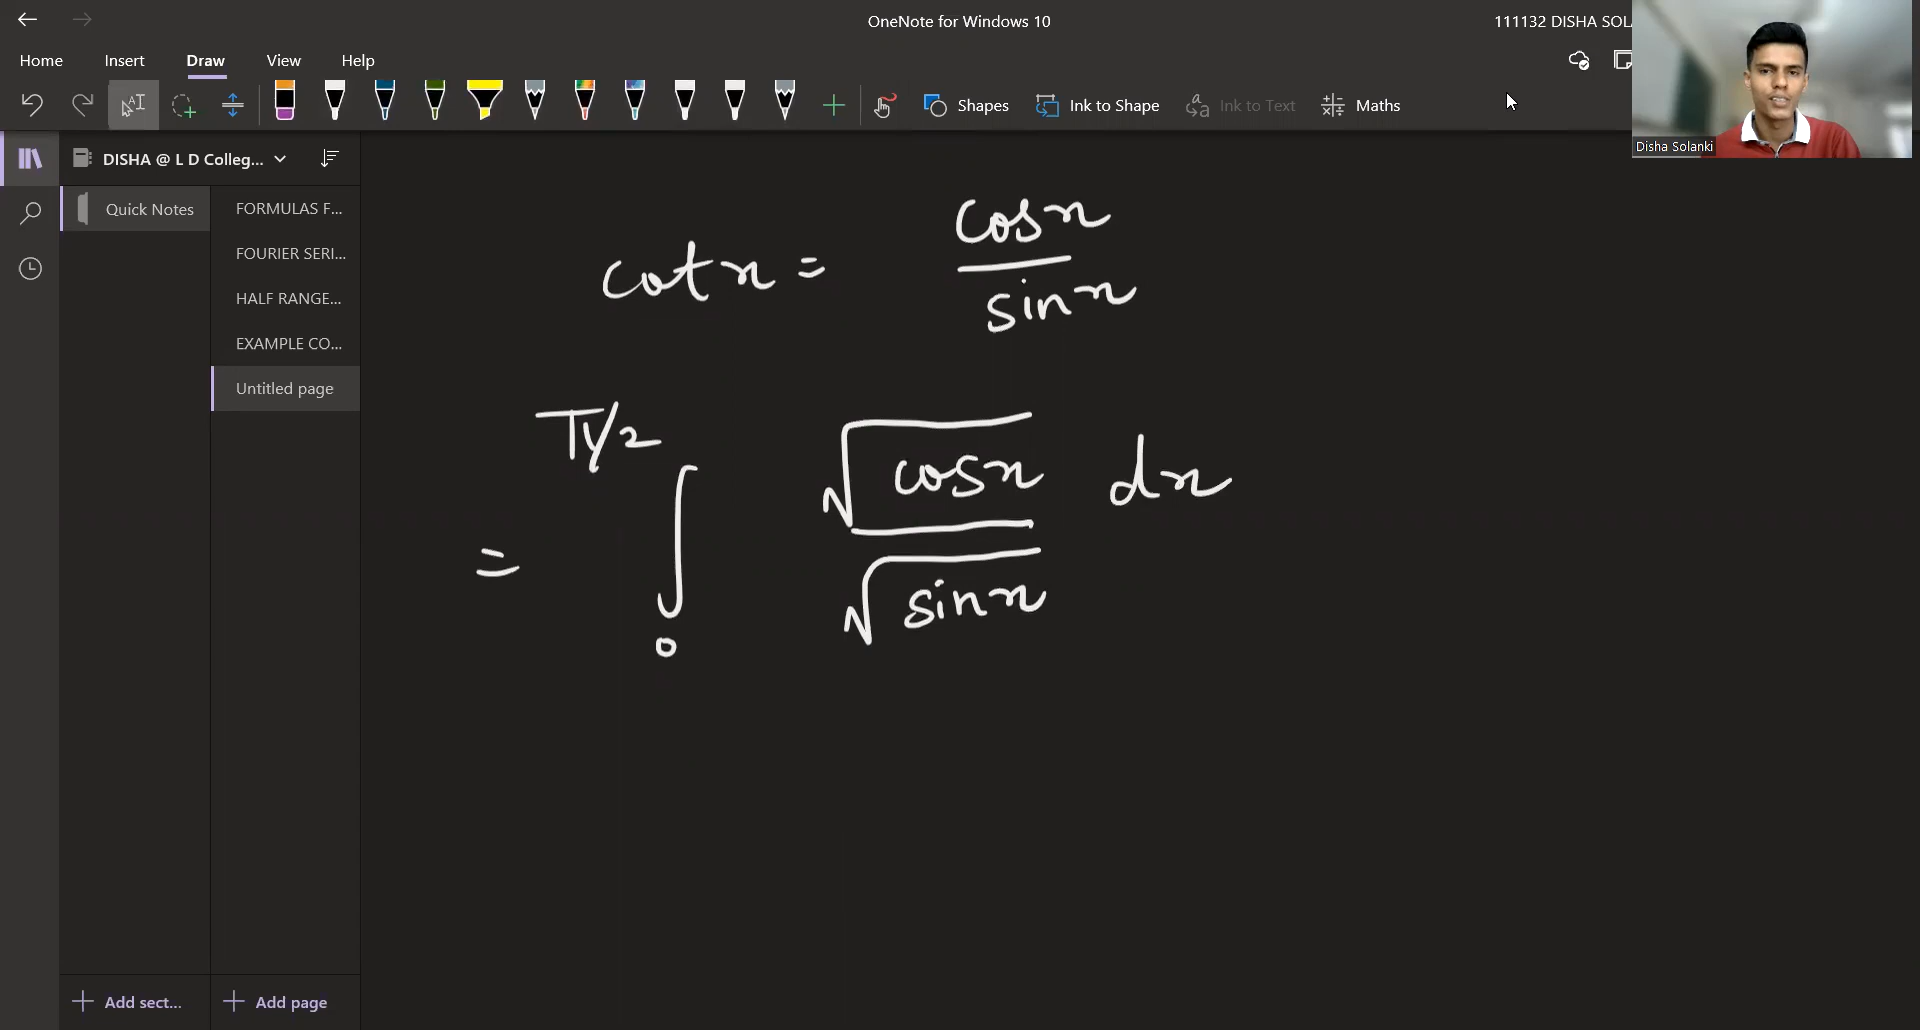 OneNote for Windows 10
111132 DISHA SOLA
Home Insert Draw View Help
Shapes Ink to Shape Ink to Text Maths
Disha Solanki
DISHA @ L D Colleg...
Quick Notes
FORMULAS F...
FOURIER SERI...
HALF RANGE...
EXAMPLE CO...
Untitled page
cot x = cos x / sin x
= ∫₀^π/2 √cos x / √sin x dx
+ Add sect...
+ Add page